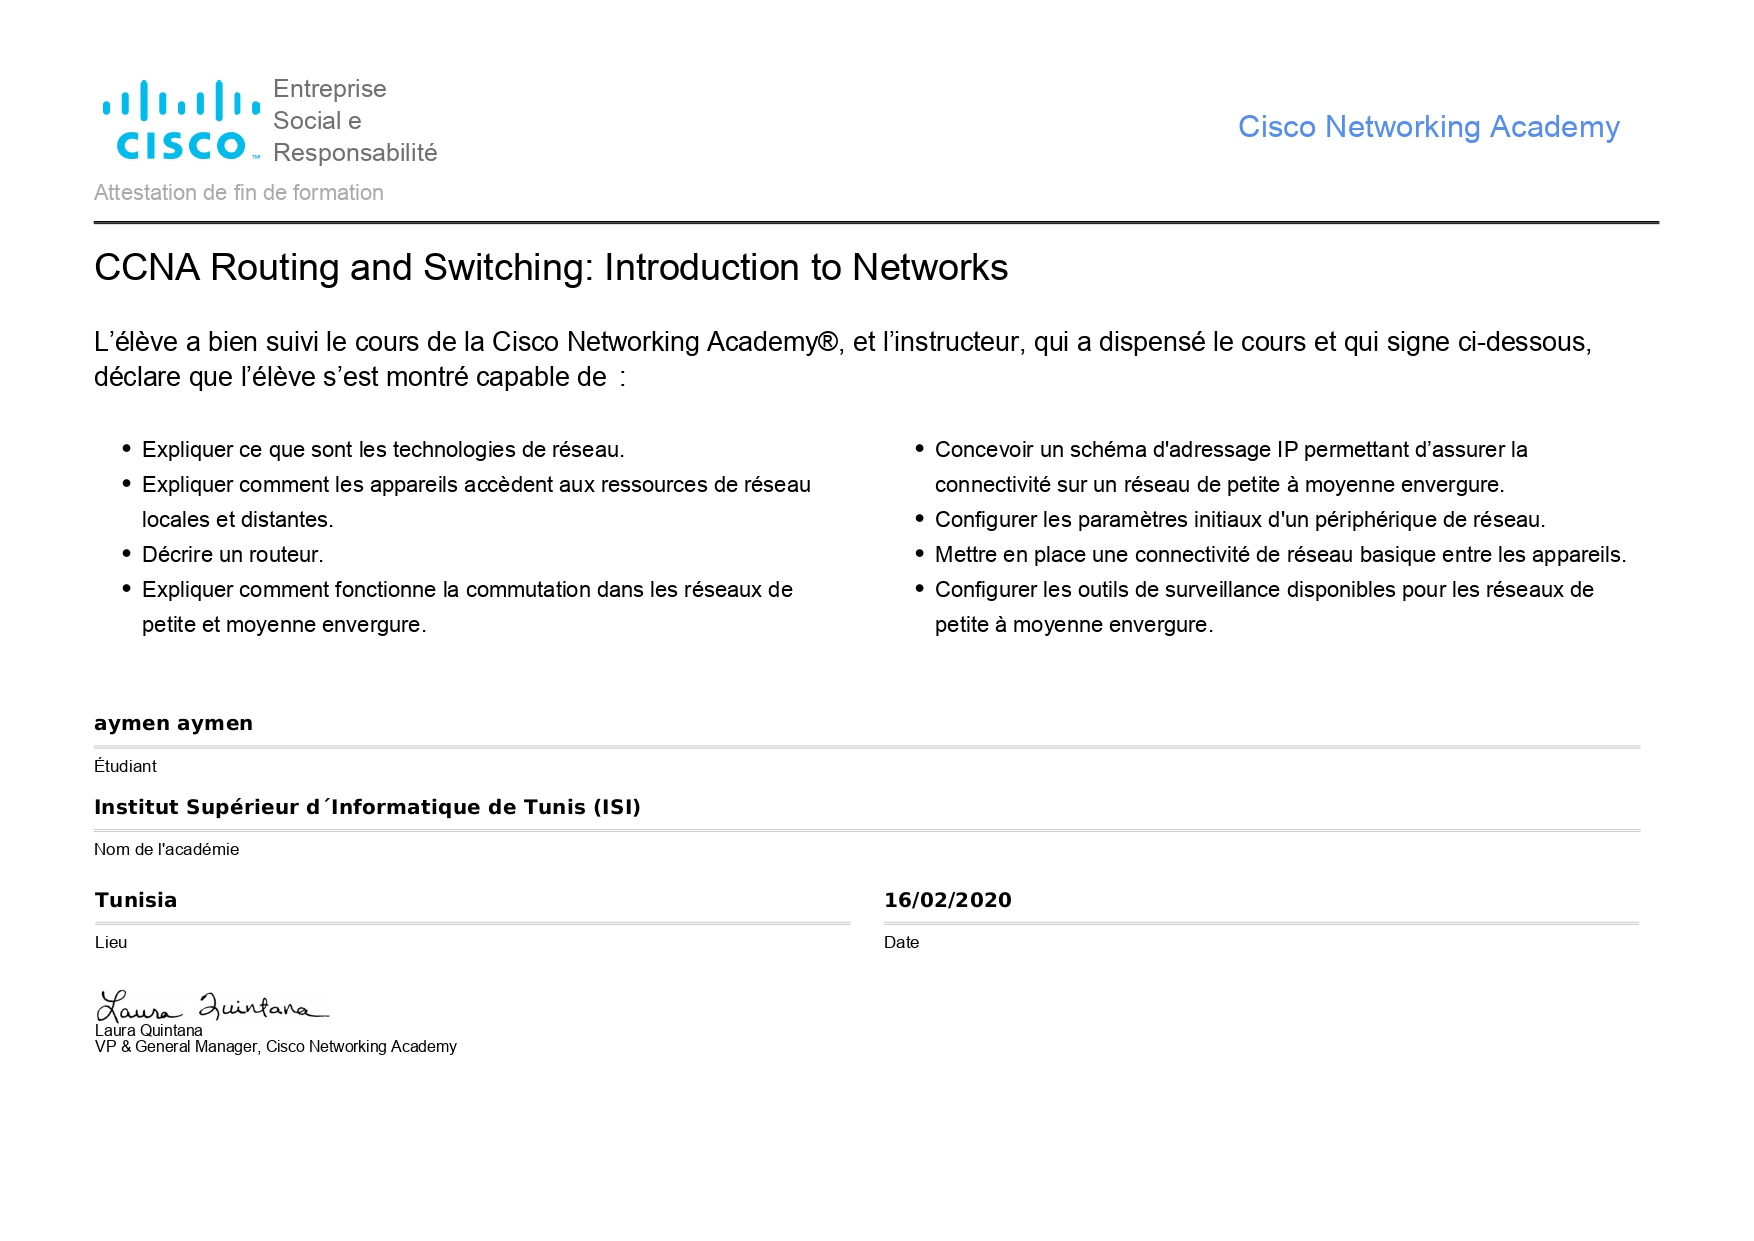 CISCO™
Entreprise
Social e
Responsabilité
Cisco Networking Academy
Attestation de fin de formation
CCNA Routing and Switching: Introduction to Networks
L’élève a bien suivi le cours de la Cisco Networking Academy®, et l’instructeur, qui a dispensé le cours et qui signe ci-dessous,
déclare que l’élève s’est montré capable de :
• Expliquer ce que sont les technologies de réseau.
• Expliquer comment les appareils accèdent aux ressources de réseau
locales et distantes.
• Décrire un routeur.
• Expliquer comment fonctionne la commutation dans les réseaux de
petite et moyenne envergure.
• Concevoir un schéma d'adressage IP permettant d’assurer la
connectivité sur un réseau de petite à moyenne envergure.
• Configurer les paramètres initiaux d'un périphérique de réseau.
• Mettre en place une connectivité de réseau basique entre les appareils.
• Configurer les outils de surveillance disponibles pour les réseaux de
petite à moyenne envergure.
aymen aymen
Étudiant
Institut Supérieur d´Informatique de Tunis (ISI)
Nom de l'académie
Tunisia
Lieu
16/02/2020
Date
Laura Quintana
Laura Quintana
VP & General Manager, Cisco Networking Academy